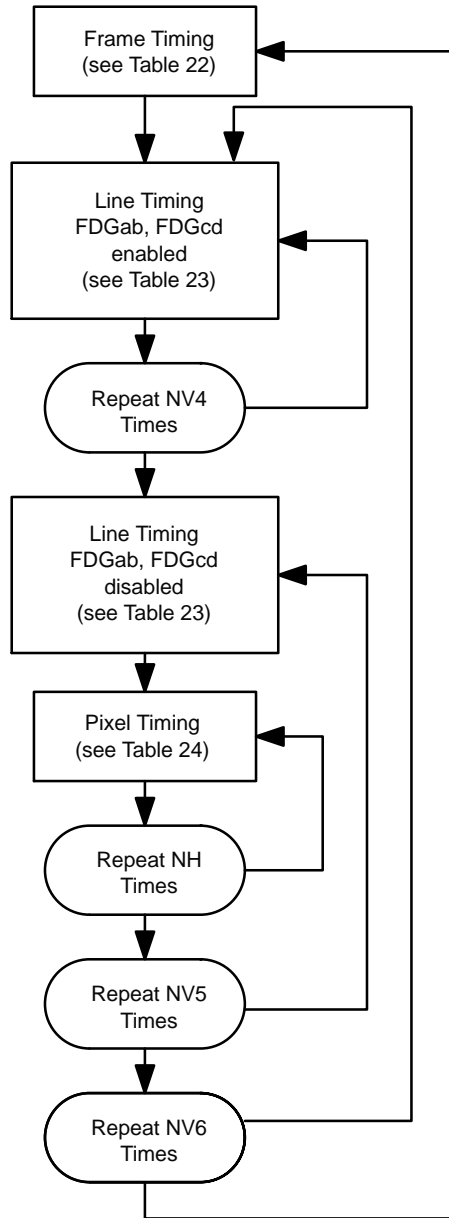 Frame Timing
(see Table 22)
Line Timing
FDGab, FDGcd
enabled
(see Table 23)
Repeat NV4
Times
Line Timing
FDGab, FDGcd
disabled
(see Table 23)
Pixel Timing
(see Table 24)
Repeat NH
Times
Repeat NV5
Times
Repeat NV6
Times